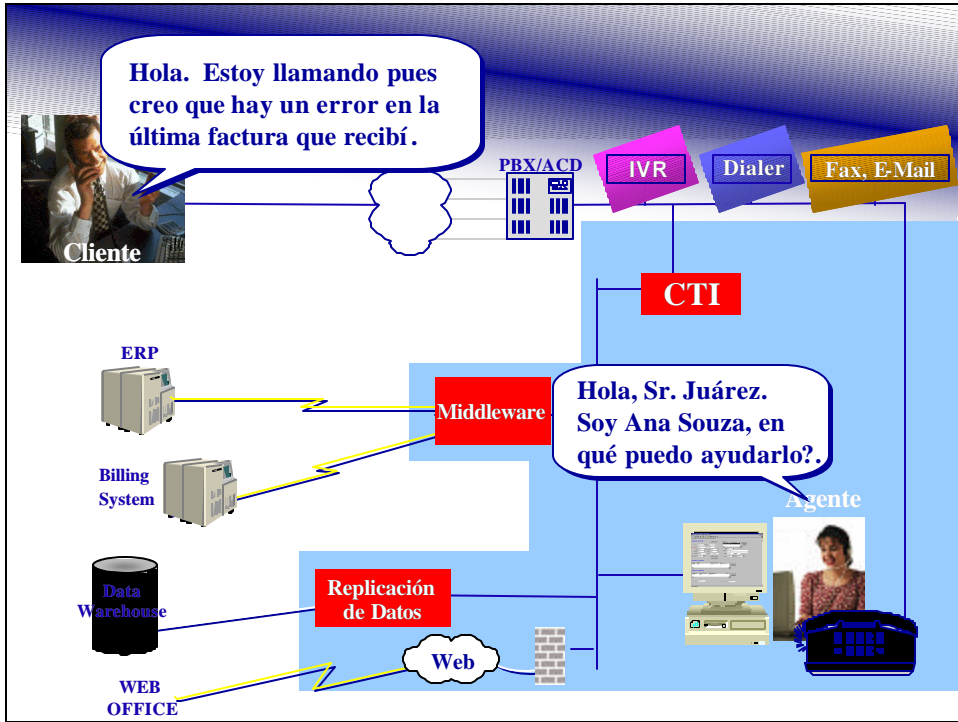 Hola. Estoy llamando pues
creo que hay un error en la
última factura que recibí.
PBX/ACD
IVR
Dialer
Fax, E-Mail
Cliente
CTI
ERP
Middleware
Hola, Sr. Juárez.
Soy Ana Souza, en
qué puedo ayudarlo?.
Billing
System
Agente
Data
Warehouse
Replicación
de Datos
Web
WEB
OFFICE